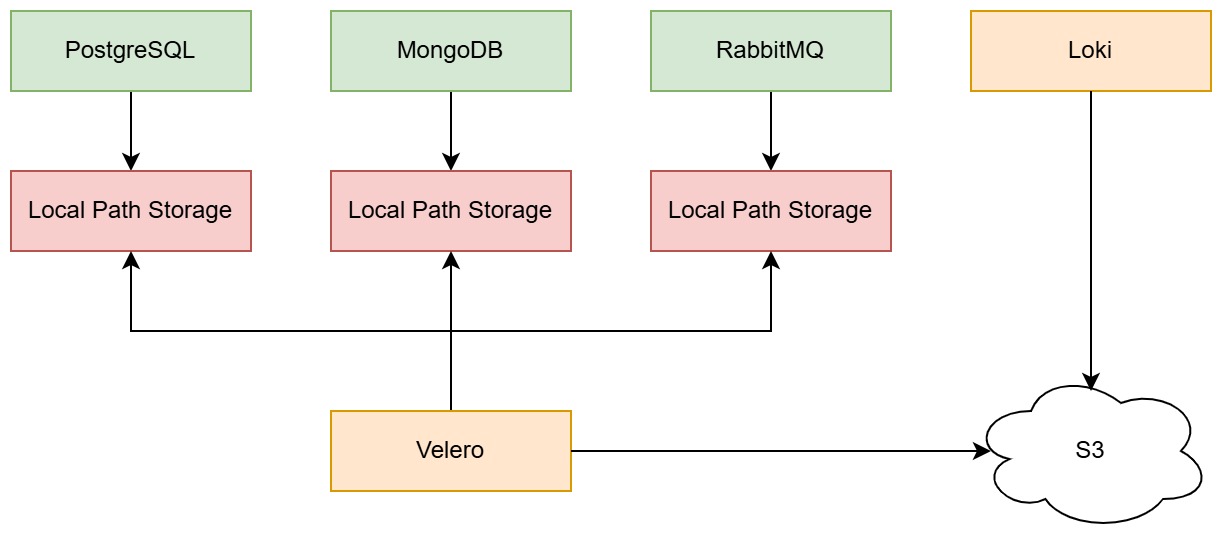 PostgreSQL
MongoDB
RabbitMQ
Loki
Local Path Storage
Local Path Storage
Local Path Storage
Velero
S3